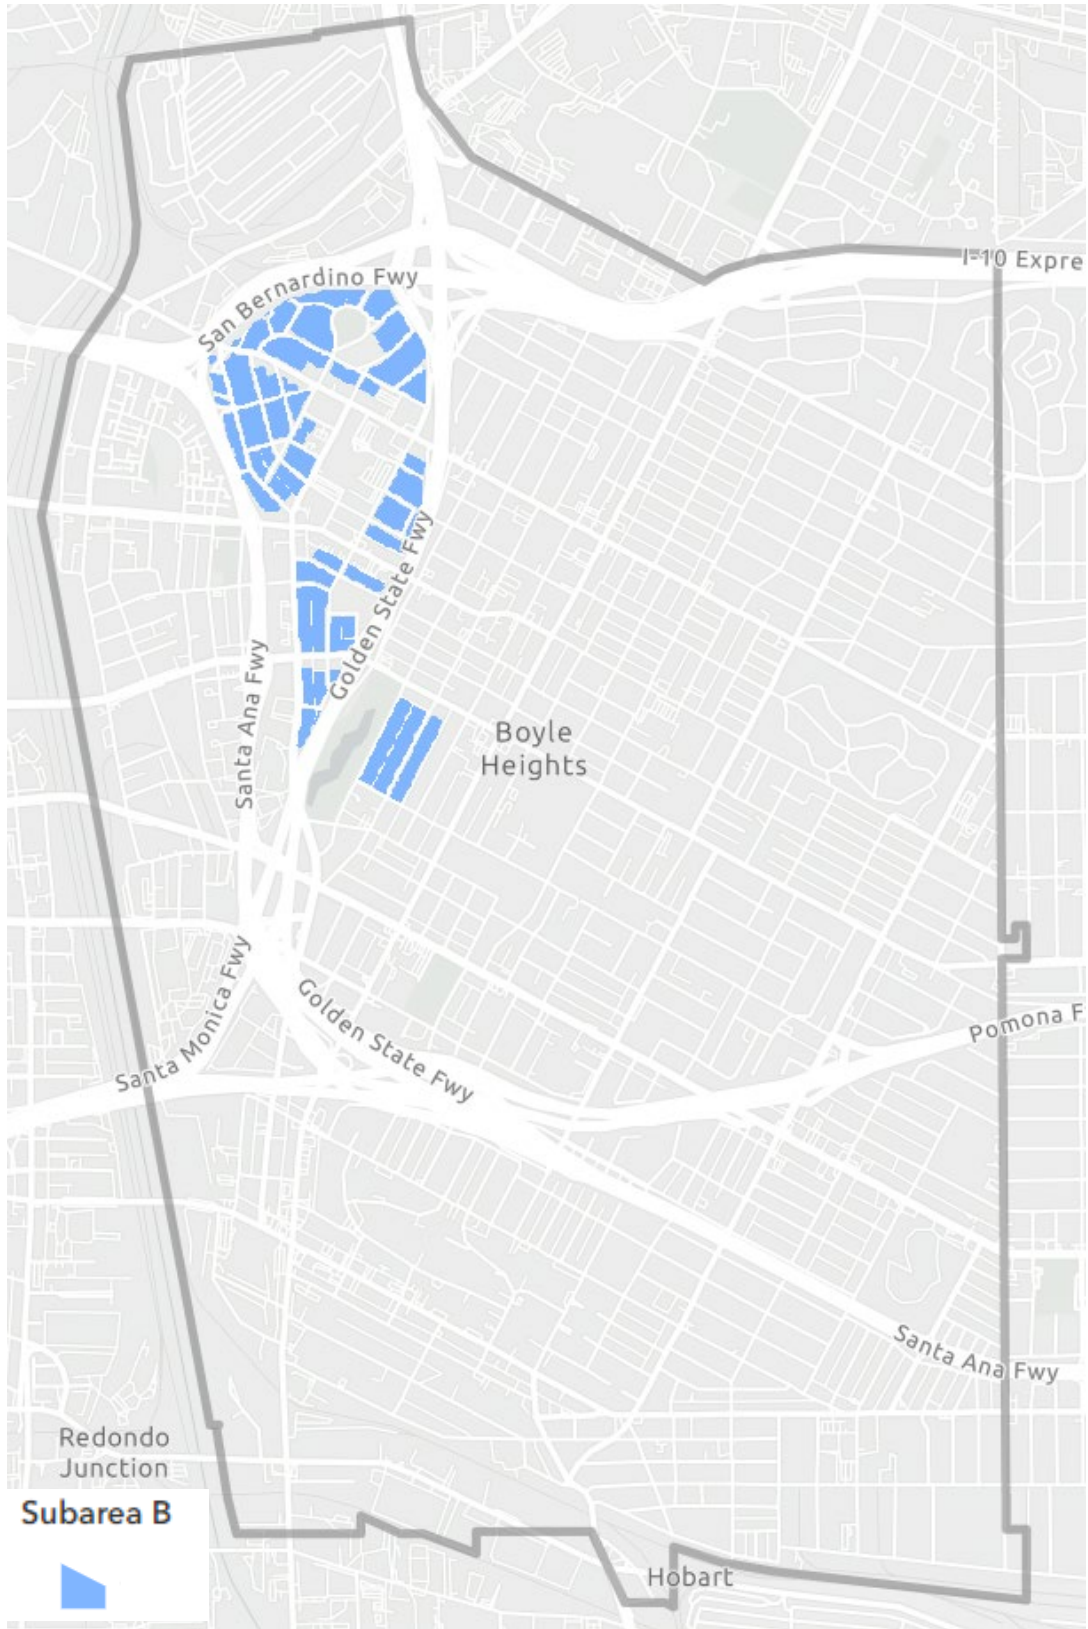 I-10 Expre
San Bernardino Fwy
Golden State Fwy
Santa Ana Fwy
Boyle
Heights
Santa Monica Fwy
Golden State Fwy
Pomona F
Santa Ana Fwy
Redondo
Junction
Subarea B
Hobart